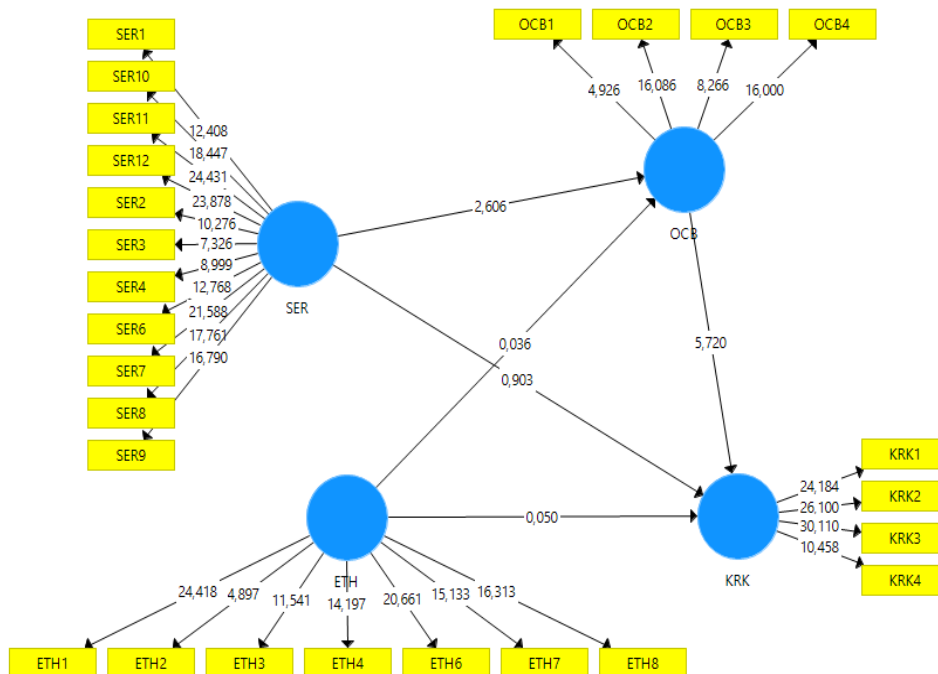 OCB1 OCB2 OCB3 OCB4
4,926 16,086 8,266 16,000
SER1
SER10
SER11
SER12
SER2
SER3
SER4
SER6
SER7
SER8
SER9
12,408
18,447
24,431
23,878
10,276
7,326
8,999
12,768
21,588
17,761
16,790
SER
2,606
OCB
0,036
0,903
5,720
ETH
0,050
KRK
24,184
26,100
30,110
10,458
KRK1
KRK2
KRK3
KRK4
24,418 4,897 11,541 14,197 20,661 15,133 16,313
ETH1 ETH2 ETH3 ETH4 ETH6 ETH7 ETH8